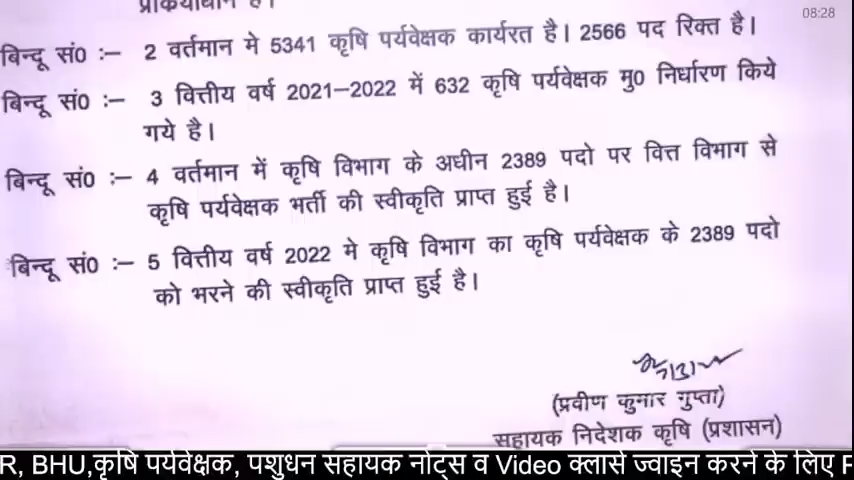 प्रक्रियाधीन है।
08:28
बिन्दू सं0 :– 2 वर्तमान मे 5341 कृषि पर्यवेक्षक कार्यरत है। 2566 पद रिक्त है।
बिन्दू सं0 :– 3 वित्तीय वर्ष 2021–2022 में 632 कृषि पर्यवेक्षक मु0 निर्धारण किये
गये है।
बिन्दू सं0 :– 4 वर्तमान में कृषि विभाग के अधीन 2389 पदो पर वित्त विभाग से
कृषि पर्यवेक्षक भर्ती की स्वीकृति प्राप्त हुई है।
बिन्दू सं0 :– 5 वित्तीय वर्ष 2022 मे कृषि विभाग का कृषि पर्यवेक्षक के 2389 पदो
को भरने की स्वीकृति प्राप्त हुई है।
(प्रवीण कुमार गुप्ता)
सहायक निदेशक कृषि (प्रशासन)
R, BHU,कृषि पर्यवेक्षक, पशुधन सहायक नोट्स व Video क्लासें ज्वाइन करने के लिए